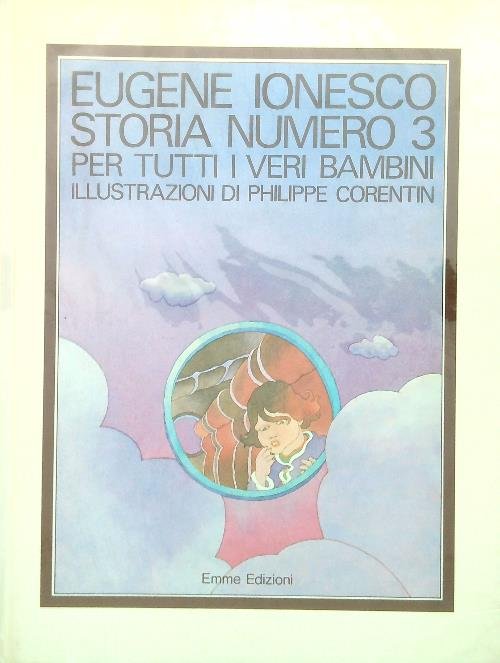 EUGENE IONESCO
STORIA NUMERO 3
PER TUTTI I VERI BAMBINI
ILLUSTRAZIONI DI PHILIPPE CORENTIN
Emme Edizioni